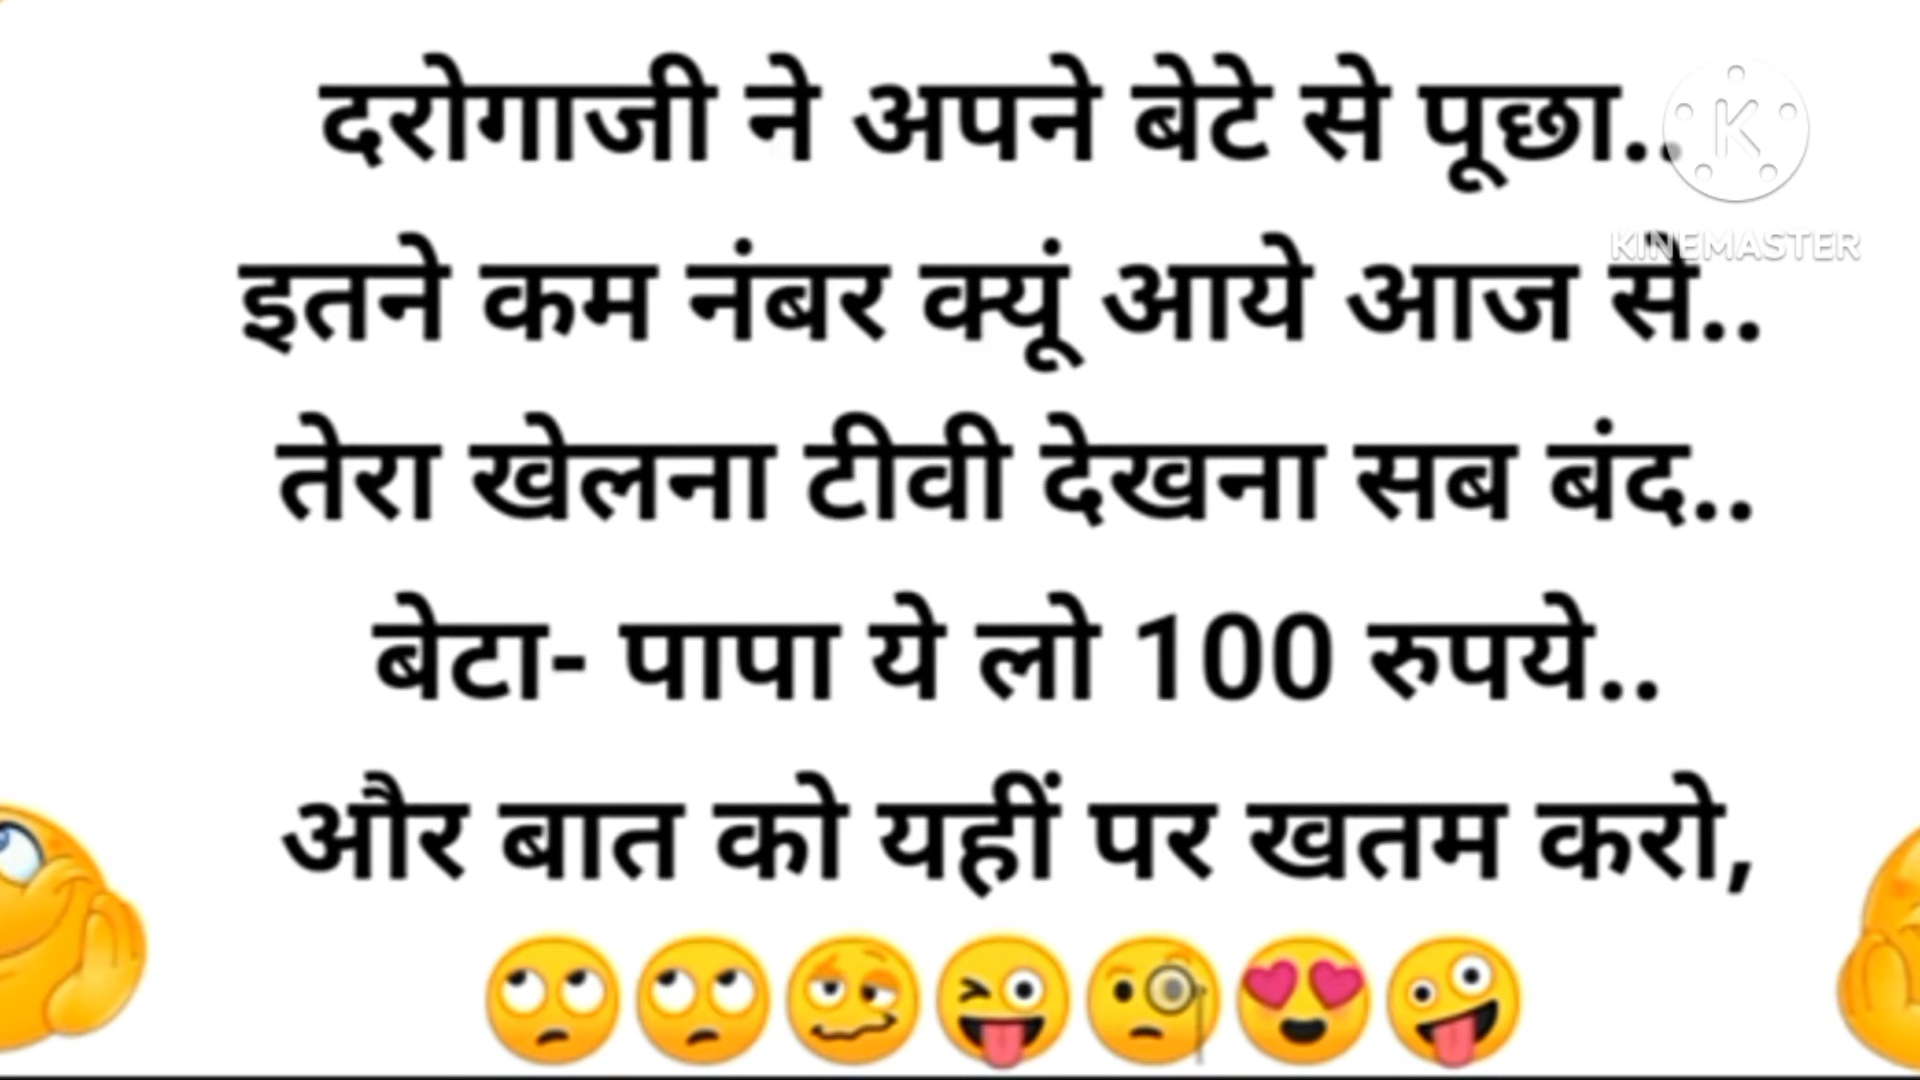 दरोगाजी ने अपने बेटे से पूछा..
इतने कम नंबर क्यूं आये आज से..
तेरा खेलना टीवी देखना सब बंद..
बेटा- पापा ये लो 100 रुपये..
और बात को यहीं पर खतम करो,
K
KINEMASTER